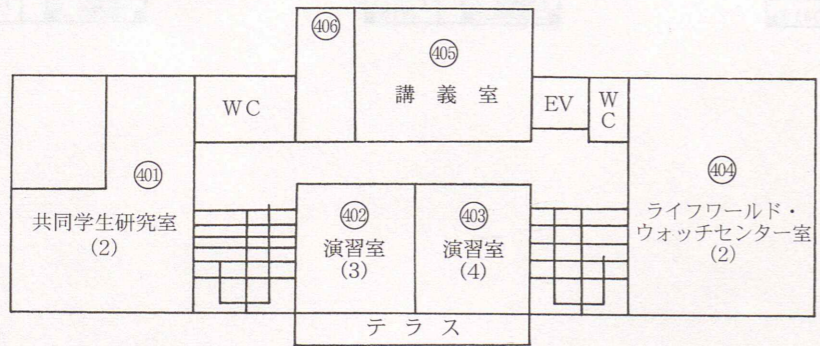 406
405
講義室
WC
EV
WC
401
共同学生研究室
(2)
402
演習室
(3)
403
演習室
(4)
404
ライフワールド・
ウォッチセンター室
(2)
テラス